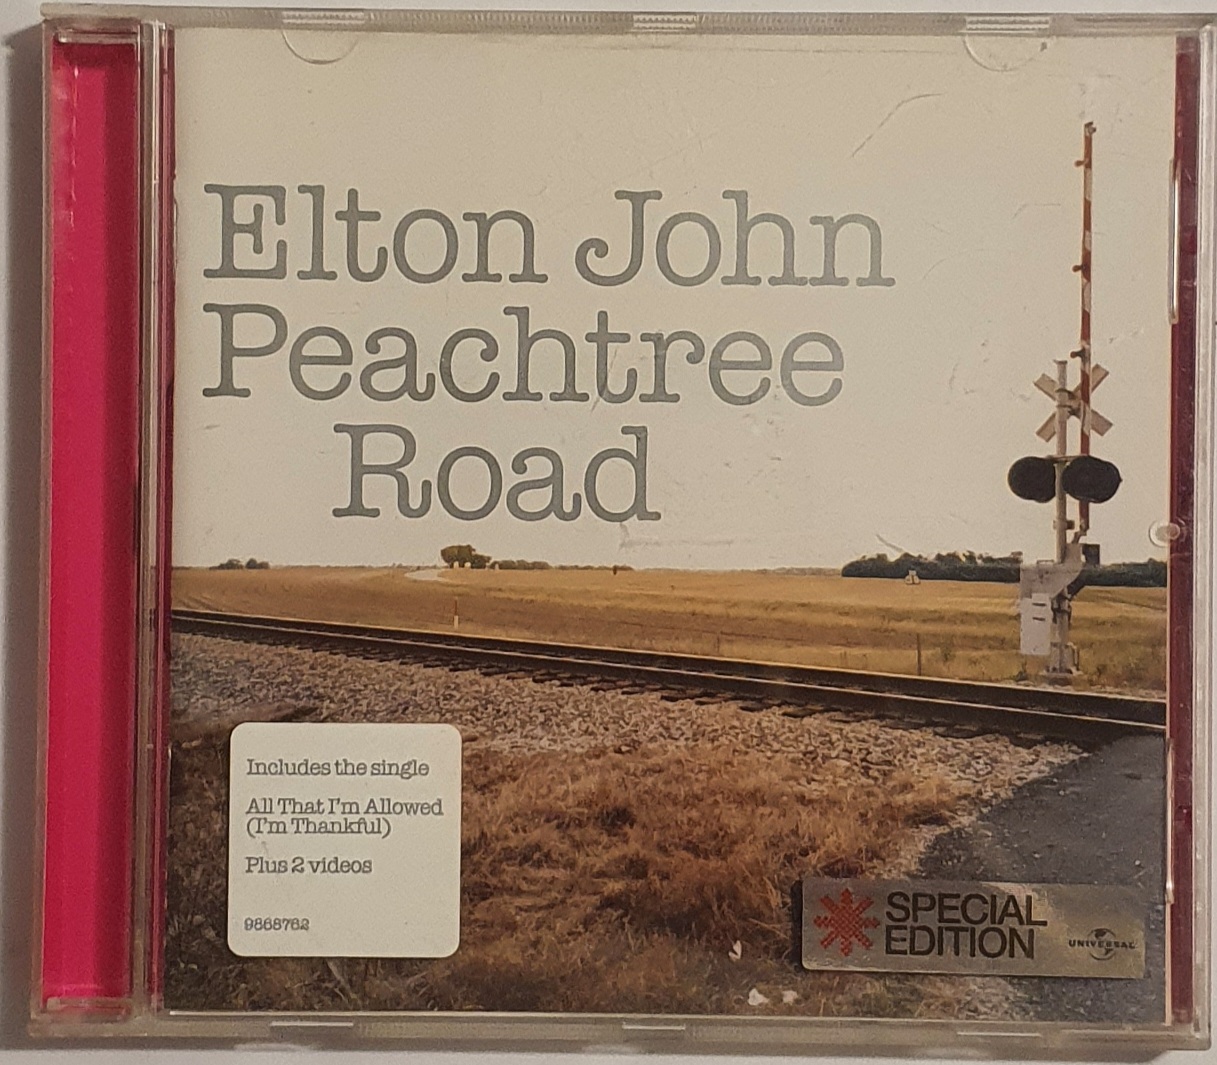 Elton John
Peachtree
Road
Includes the single
All That I'm Allowed
(I'm Thankful)
Plus 2 videos
9868762
SPECIAL
EDITION
UNIVERSAL